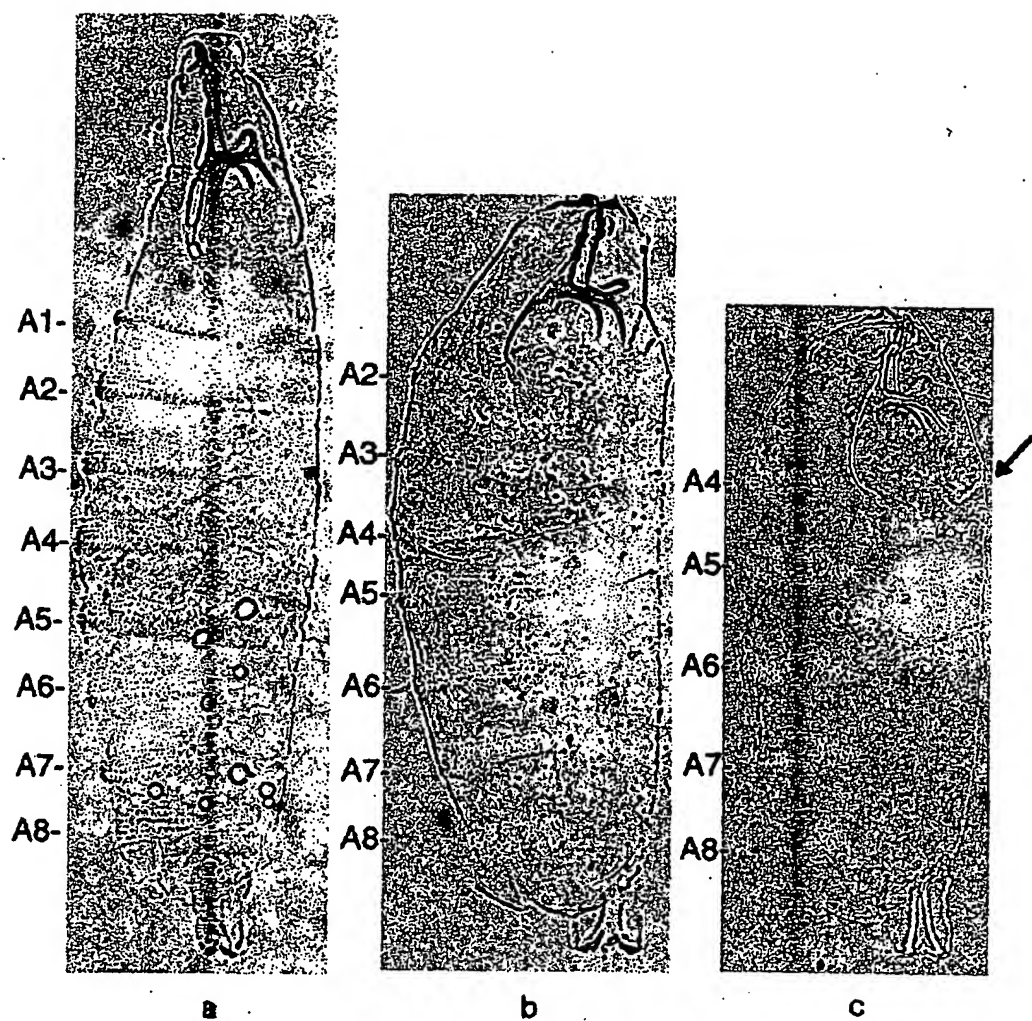 A1-
A2-
A3-
A4-
A5-
A6-
A7-
A8-
a
A2-
A3-
A4-
A5-
A6-
A7-
A8-
b
A4-
A5-
A6-
A7
A8-
c